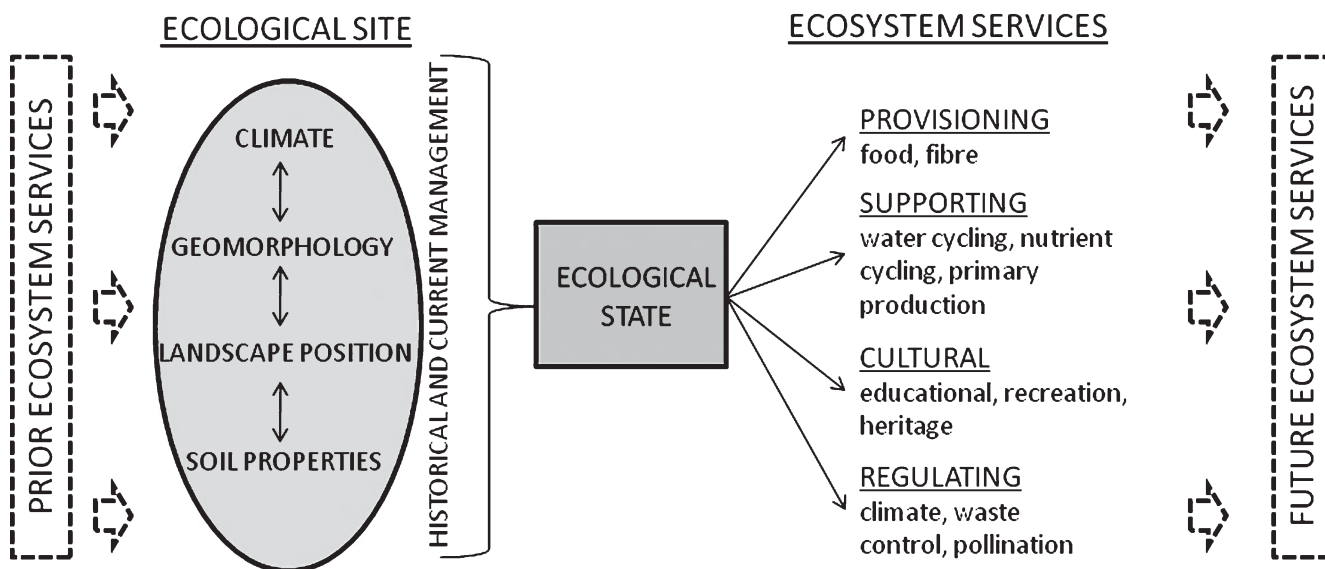 PRIOR ECOSYSTEM SERVICES
ECOLOGICAL SITE
CLIMATE
GEOMORPHOLOGY
LANDSCAPE POSITION
SOIL PROPERTIES
HISTORICAL AND CURRENT MANAGEMENT
ECOLOGICAL
STATE
ECOSYSTEM SERVICES
PROVISIONING
food, fibre
SUPPORTING
water cycling, nutrient
cycling, primary
production
CULTURAL
educational, recreation,
heritage
REGULATING
climate, waste
control, pollination
FUTURE ECOSYSTEM SERVICES